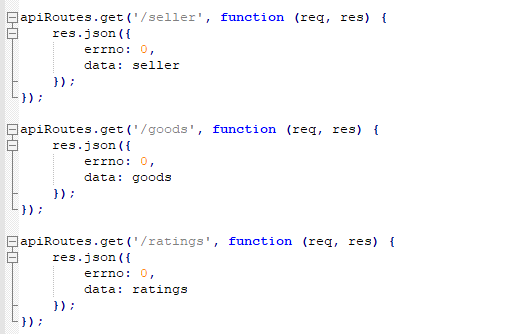 apiRoutes.get('/seller', function (req, res) {
    res.json({
        errno: 0,
        data: seller
    });
});

apiRoutes.get('/goods', function (req, res) {
    res.json({
        errno: 0,
        data: goods
    });
});

apiRoutes.get('/ratings', function (req, res) {
    res.json({
        errno: 0,
        data: ratings
    });
});